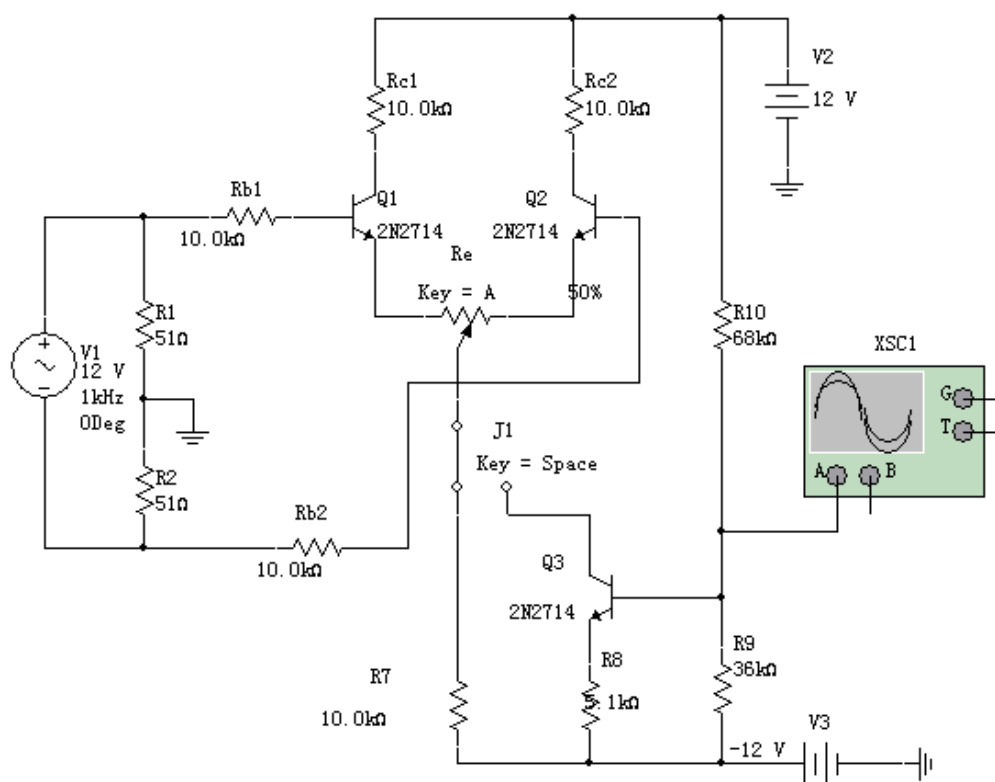 V2
12 V
Rc1
10.0kΩ
Rc2
10.0kΩ
Rb1
10.0kΩ
Q1
2N2714
Q2
2N2714
Re
Key = A
50%
R1
51Ω
V1
12 V
1kHz
0Deg
R10
68kΩ
XSC1
G
T
A
B
J1
Key = Space
R2
51Ω
Rb2
10.0kΩ
Q3
2N2714
R9
36kΩ
R7
10.0kΩ
R8
5.1kΩ
-12 V
V3